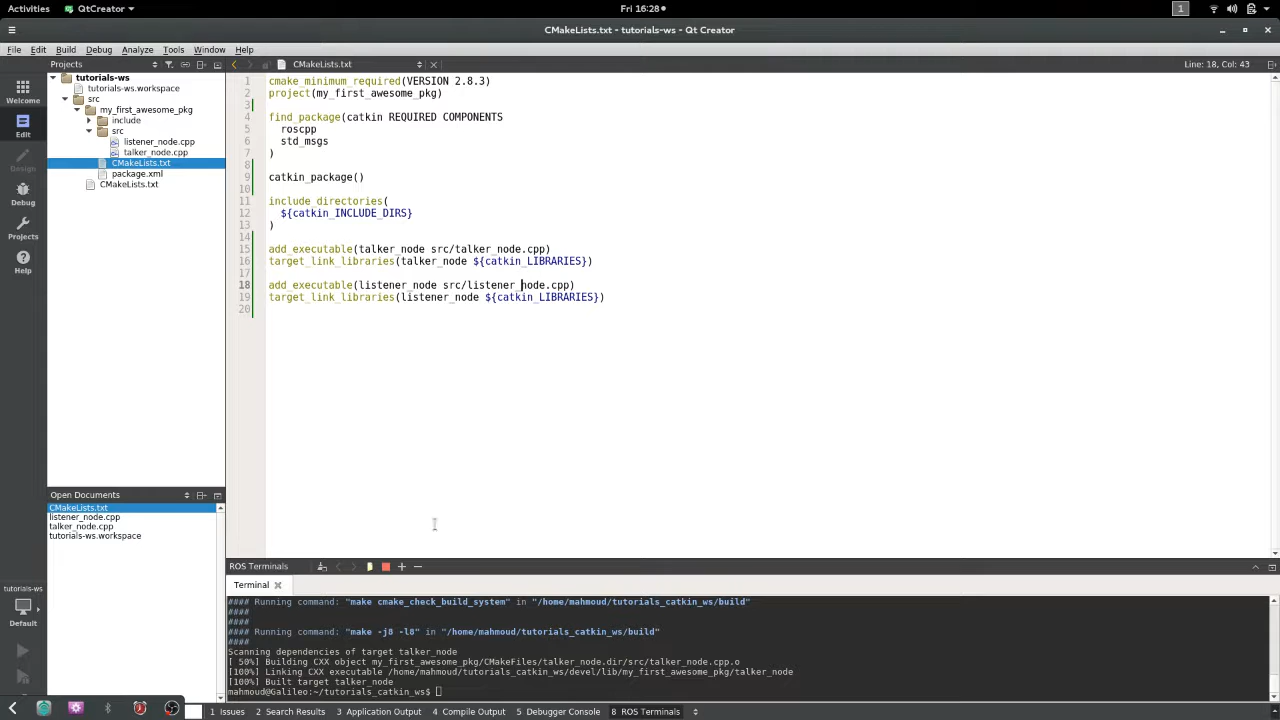 Activities QtCreator Fri 16:28 1
CMakeLists.txt - tutorials-ws - Qt Creator
File Edit Build Debug Analyze Tools Window Help
Projects CMakeLists.txt Line: 18, Col: 43
Welcome
Edit
Design
Debug
Projects
Help
tutorials-ws
Default
tutorials-ws
tutorials-ws.workspace
src
my_first_awesome_pkg
include
src
listener_node.cpp
talker_node.cpp
CMakeLists.txt
package.xml
CMakeLists.txt
Open Documents
CMakeLists.txt
listener_node.cpp
talker_node.cpp
tutorials-ws.workspace
1 cmake_minimum_required(VERSION 2.8.3)
2 project(my_first_awesome_pkg)
3
4 find_package(catkin REQUIRED COMPONENTS
5 roscpp
6 std_msgs
7 )
8
9 catkin_package()
10
11 include_directories(
12 ${catkin_INCLUDE_DIRS}
13 )
14
15 add_executable(talker_node src/talker_node.cpp)
16 target_link_libraries(talker_node ${catkin_LIBRARIES})
17
18 add_executable(listener_node src/listener_node.cpp)
19 target_link_libraries(listener_node ${catkin_LIBRARIES})
20
ROS Terminals
Terminal
#### Running command: "make cmake_check_build_system" in "/home/mahmoud/tutorials_catkin_ws/build"
####
####
#### Running command: "make -j8 -l8" in "/home/mahmoud/tutorials_catkin_ws/build"
####
Scanning dependencies of target talker_node
[ 50%] Building CXX object my_first_awesome_pkg/CMakeFiles/talker_node.dir/src/talker_node.cpp.o
[100%] Linking CXX executable /home/mahmoud/tutorials_catkin_ws/devel/lib/my_first_awesome_pkg/talker_node
[100%] Built target talker_node
mahmoud@Galileo:~/tutorials_catkin_ws$
1 Issues 2 Search Results 3 Application Output 4 Compile Output 5 Debugger Console 8 ROS Terminals